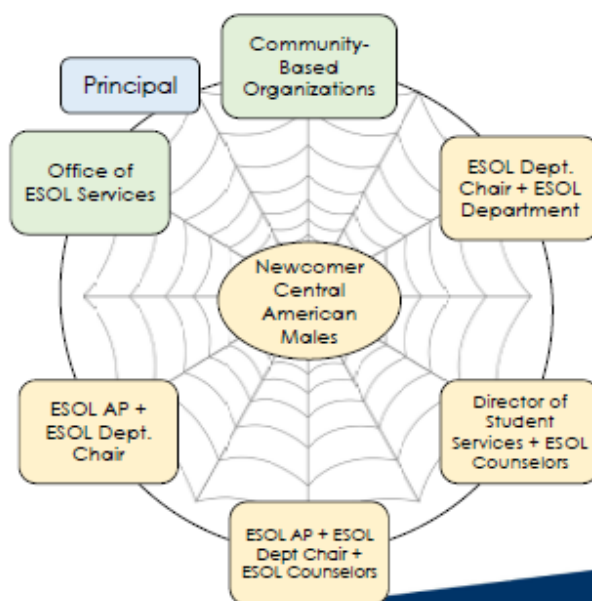 Community-
Based
Organizations
Principal
Office of
ESOL Services
ESOL Dept.
Chair + ESOL
Department
Newcomer
Central
American
Males
ESOL AP +
ESOL Dept.
Chair
Director of
Student
Services + ESOL
Counselors
ESOL AP + ESOL
Dept Chair +
ESOL Counselors